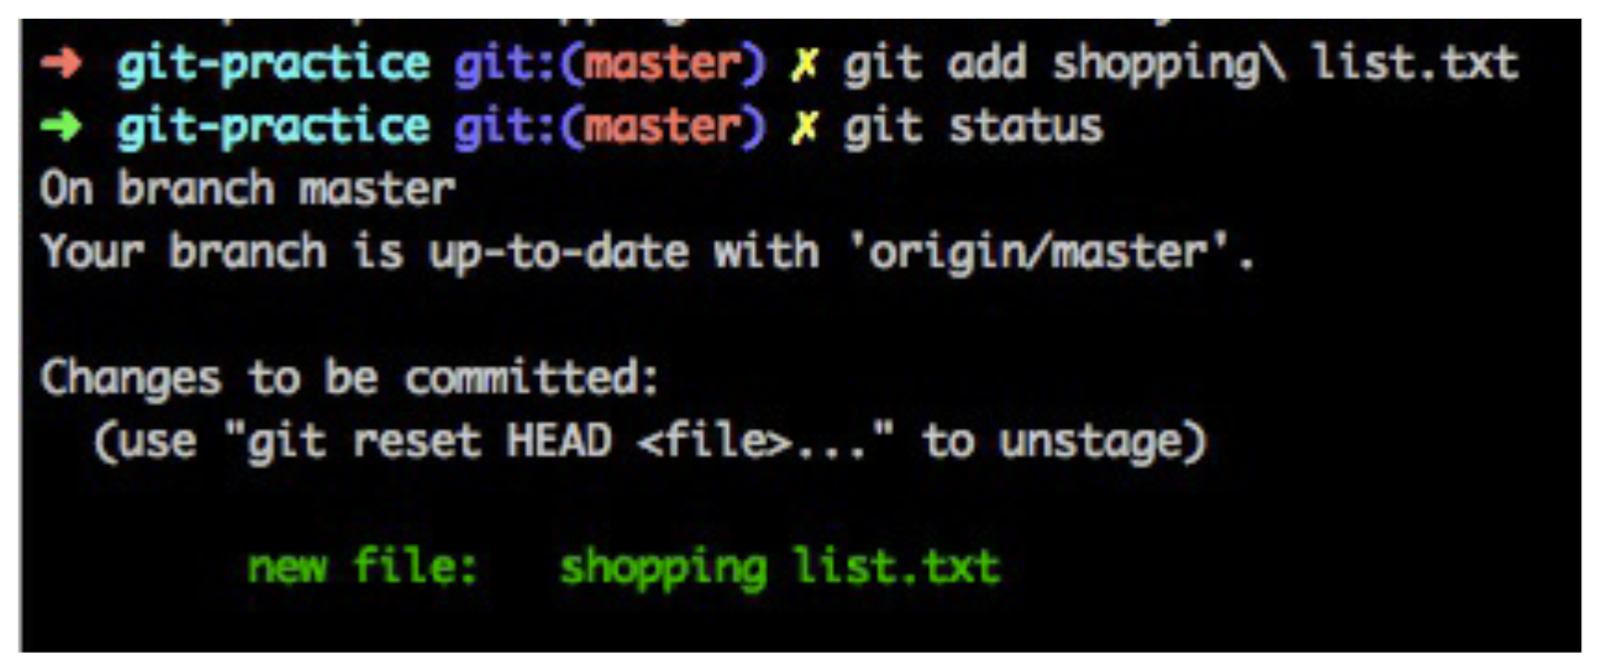 ➜ git-practice git:(master) ✗ git add shopping\ list.txt
➜ git-practice git:(master) ✗ git status
On branch master
Your branch is up-to-date with 'origin/master'.
Changes to be committed:
(use "git reset HEAD <file>..." to unstage)
new file: shopping list.txt